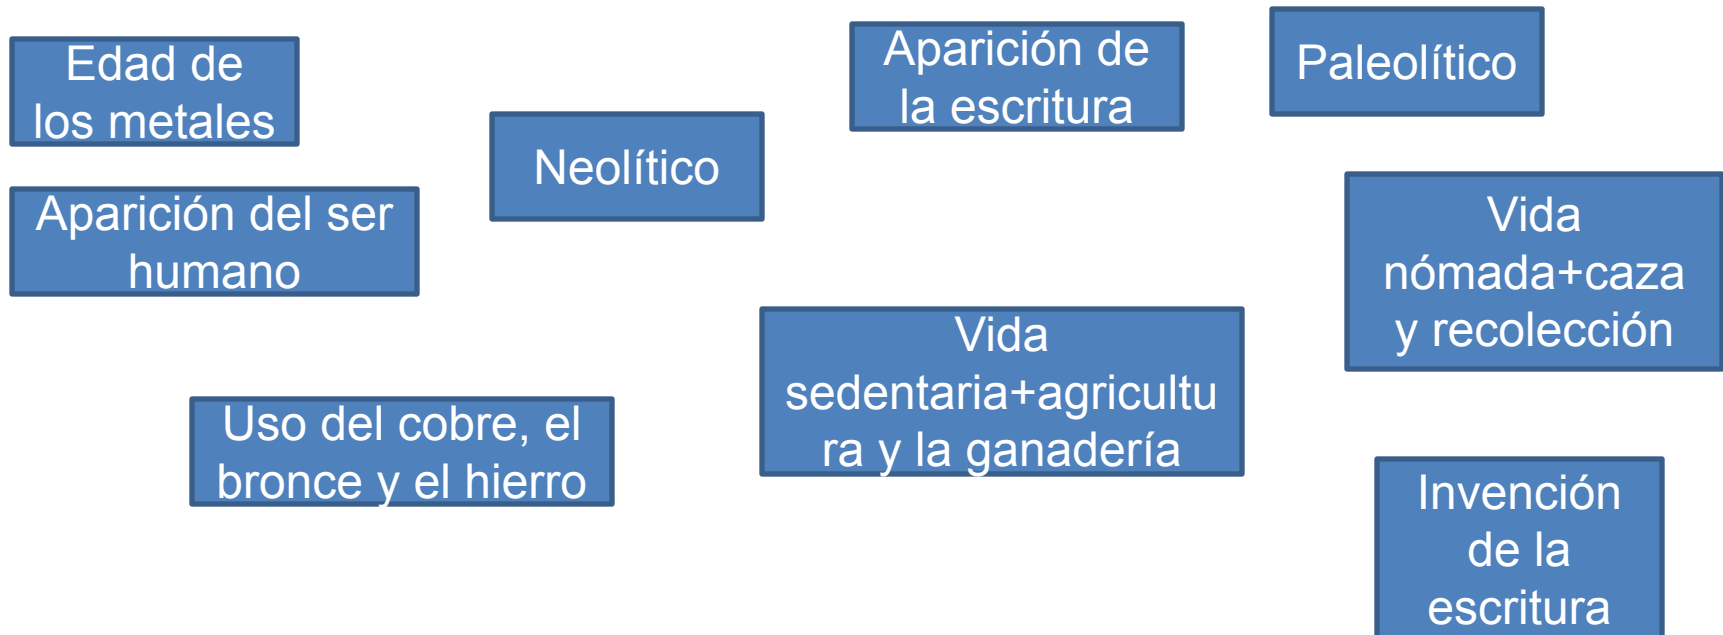 Edad de
los metales
Aparición de
la escritura
Paleolítico
Neolítico
Aparición del ser
humano
Vida
nómada+caza
y recolección
Vida
sedentaria+agricultu
ra y la ganadería
Uso del cobre, el
bronce y el hierro
Invención
de la
escritura